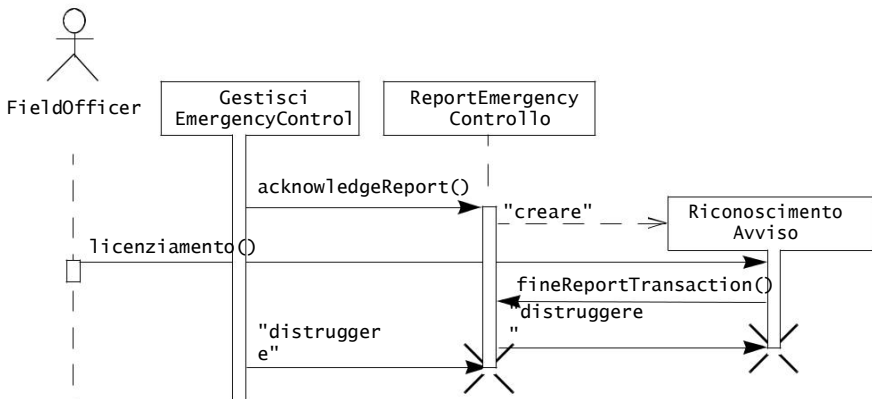 FieldOfficer
Gestisci
EmergencyControl
ReportEmergency
Controllo
acknowledgeReport()
"creare"
Riconoscimento
Avviso
licenziamento()
fineReportTransaction()
"distruggere
"
"distrugger
e"